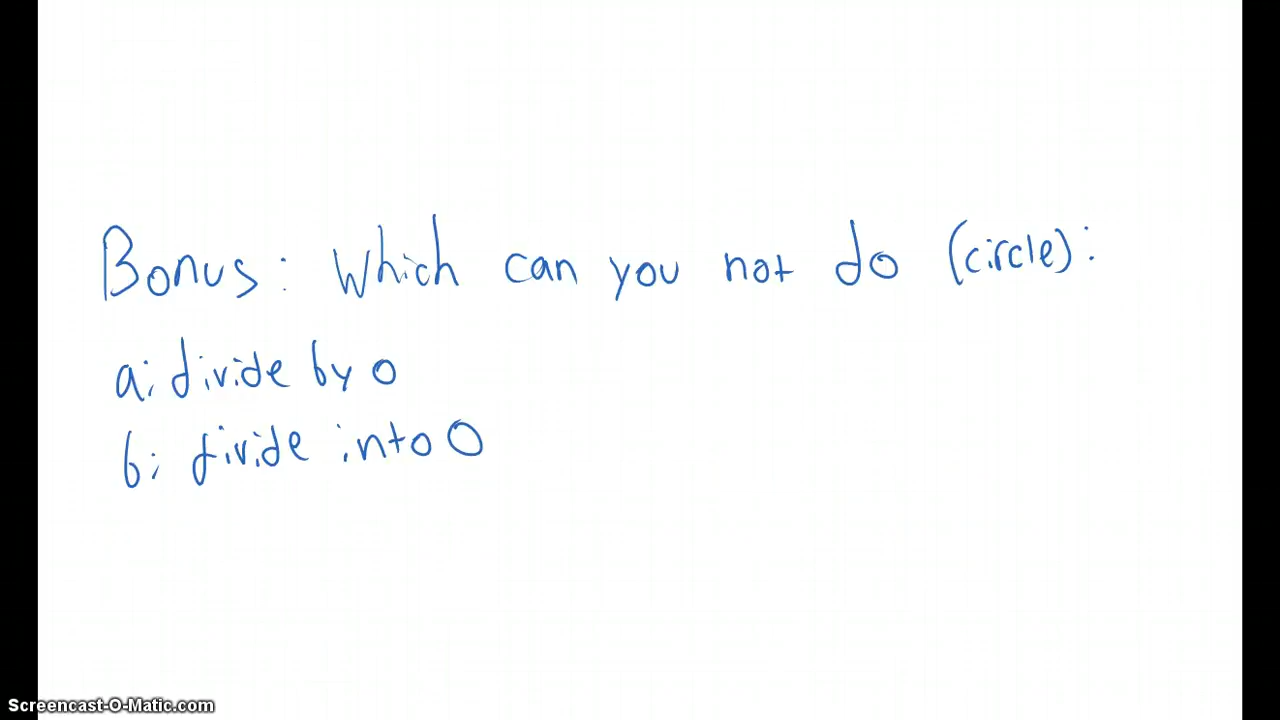 Bonus: Which can you not do (circle):
a: divide by 0
b: divide into 0
Screencast-O-Matic.com